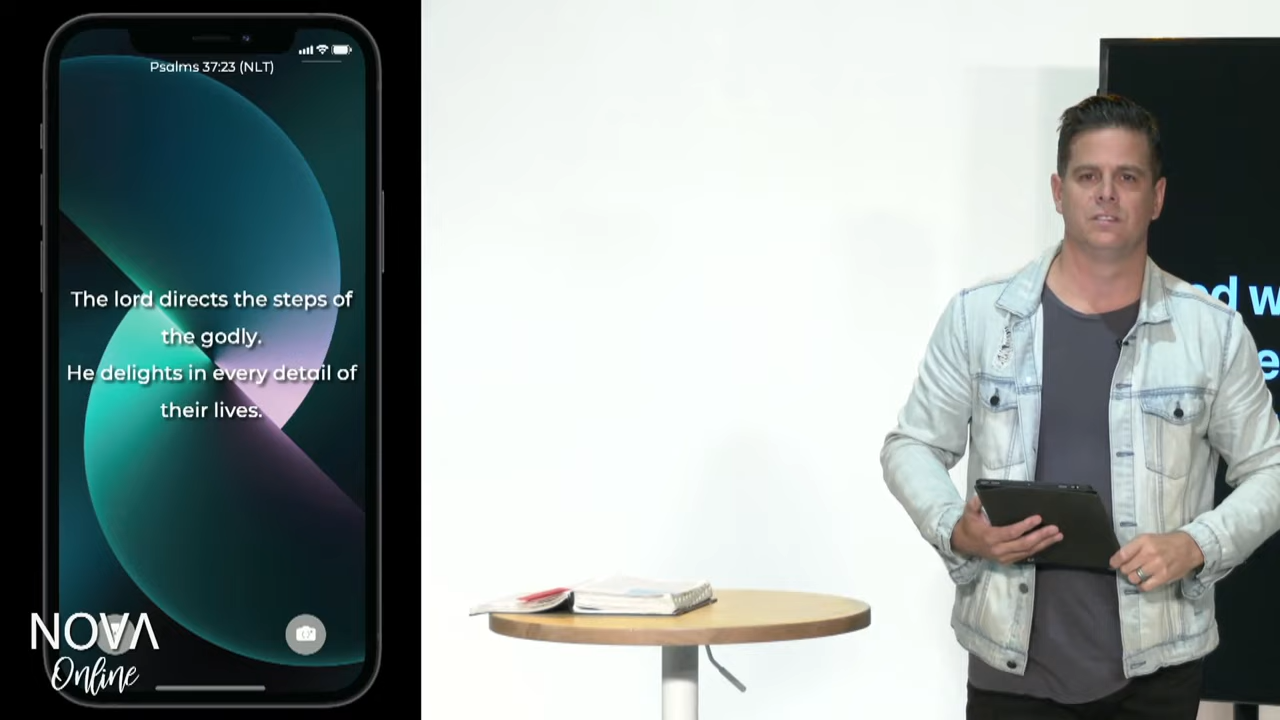 Psalms 37:23 (NLT)
The lord directs the steps of
the godly.
He delights in every detail of
their lives.
NOVA
Online